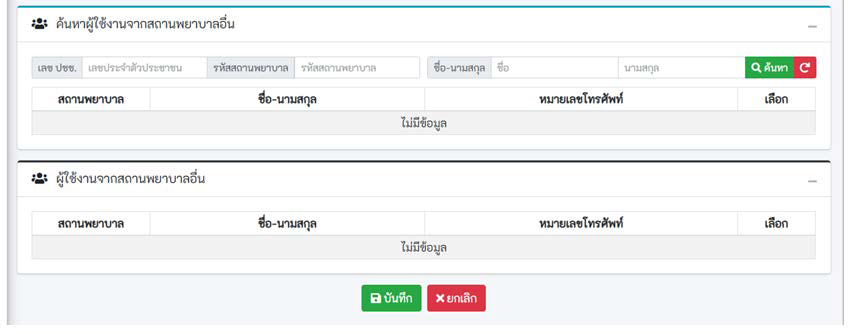 ค้นหาผู้ใช้งานจากสถานพยาบาลอื่น
เลข ปชช. เลขประจำตัวประชาชน รหัสสถานพยาบาล รหัสสถานพยาบาล ชื่อ-นามสกุล ชื่อ นามสกุล ค้นหา
สถานพยาบาล ชื่อ-นามสกุล หมายเลขโทรศัพท์ เลือก
ไม่มีข้อมูล
ผู้ใช้งานจากสถานพยาบาลอื่น
สถานพยาบาล ชื่อ-นามสกุล หมายเลขโทรศัพท์ เลือก
ไม่มีข้อมูล
บันทึก ยกเลิก